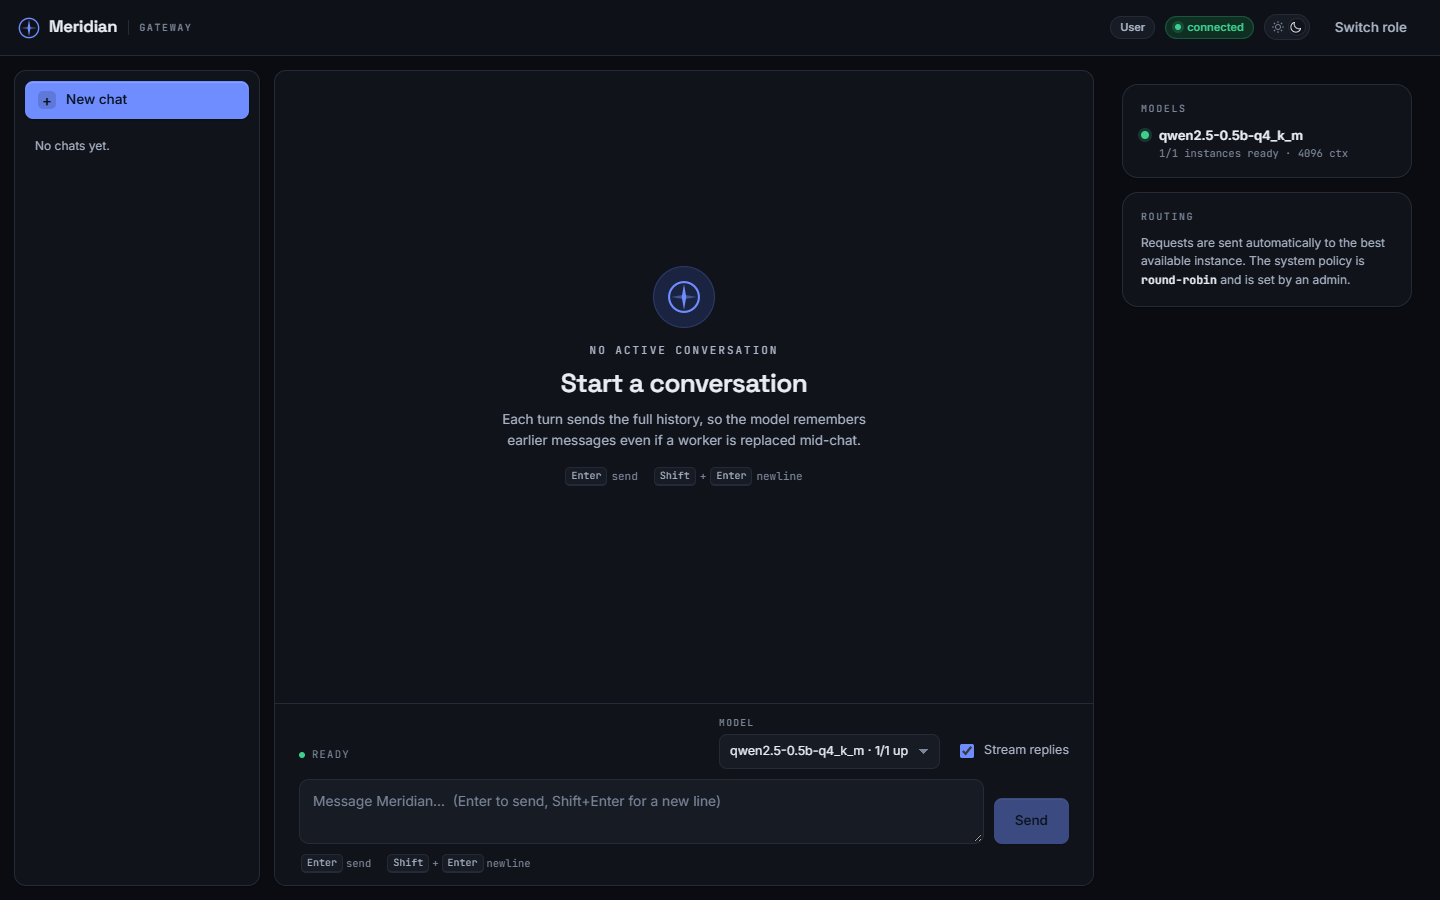 Meridian GATEWAY
User connected Switch role
+ New chat
No chats yet.
NO ACTIVE CONVERSATION
Start a conversation
Each turn sends the full history, so the model remembers
earlier messages even if a worker is replaced mid-chat.
Enter send Shift + Enter newline
MODEL
READY
qwen2.5-0.5b-q4_k_m · 1/1 up
Stream replies
Message Meridian... (Enter to send, Shift+Enter for a new line)
Send
Enter send Shift + Enter newline
MODELS
qwen2.5-0.5b-q4_k_m
1/1 instances ready · 4096 ctx
ROUTING
Requests are sent automatically to the best
available instance. The system policy is
round-robin and is set by an admin.